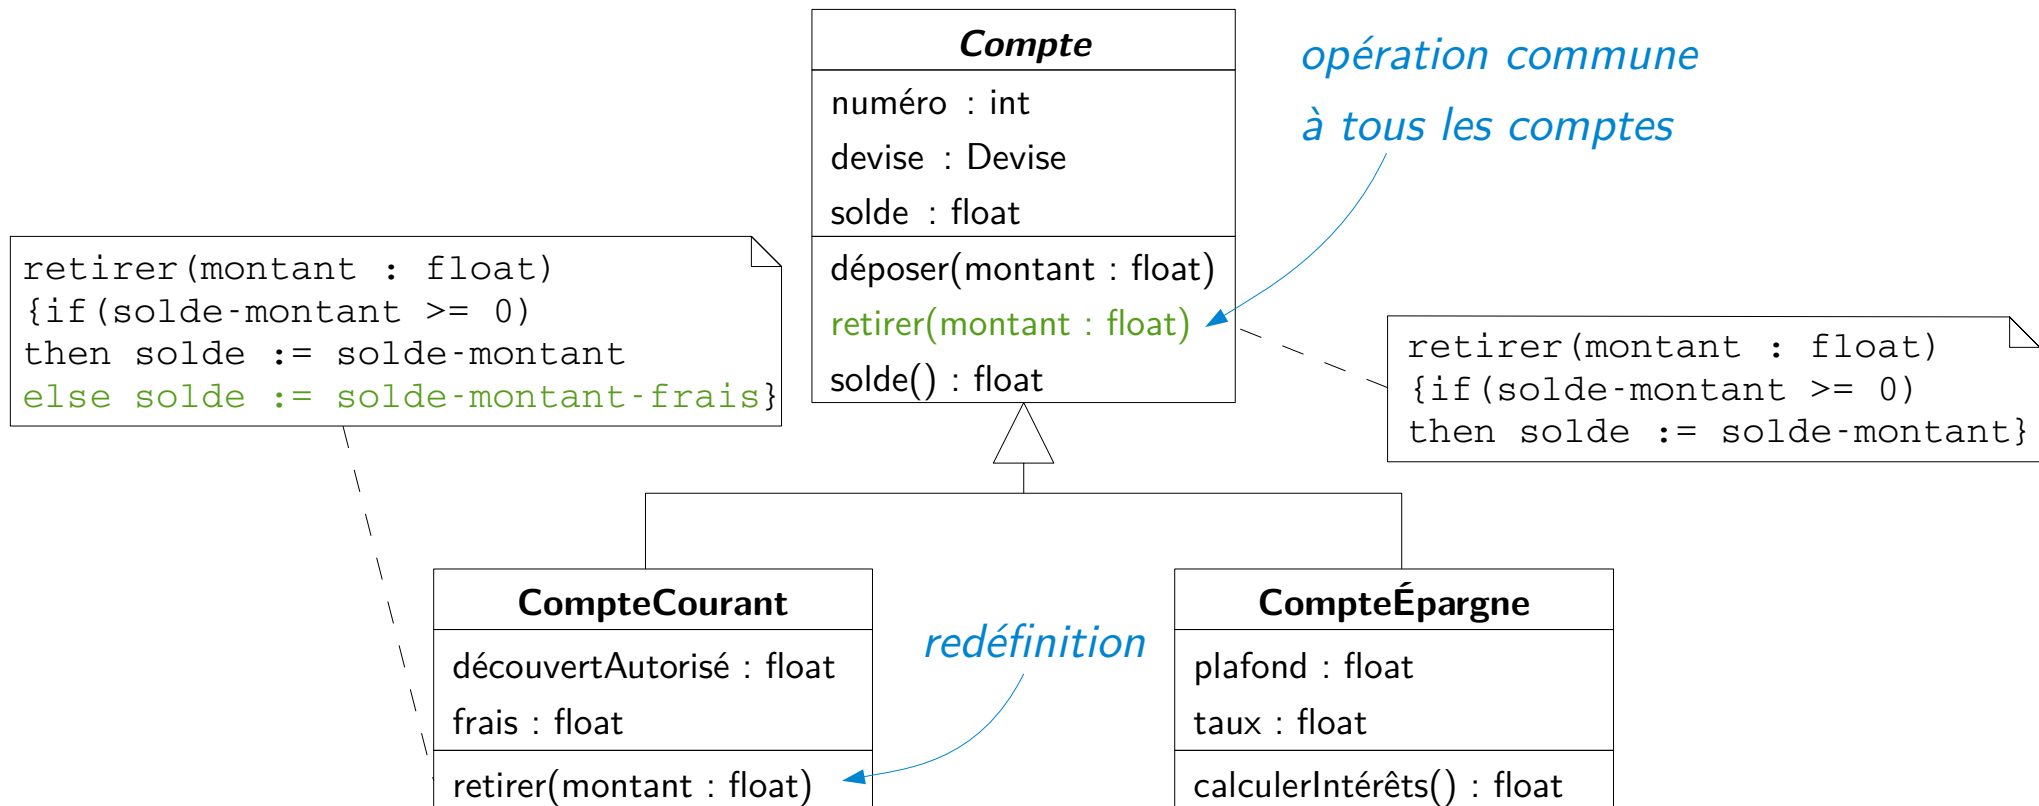 Compte
numéro : int
devise : Devise
solde : float
déposer(montant : float)
retirer(montant : float)
solde() : float
opération commune
à tous les comptes
retirer(montant : float)
{if(solde-montant >= 0)
then solde := solde-montant
else solde := solde-montant-frais}
retirer(montant : float)
{if(solde-montant >= 0)
then solde := solde-montant}
CompteCourant
découvertAutorisé : float
frais : float
retirer(montant : float)
redéfinition
CompteÉpargne
plafond : float
taux : float
calculerIntérêts() : float